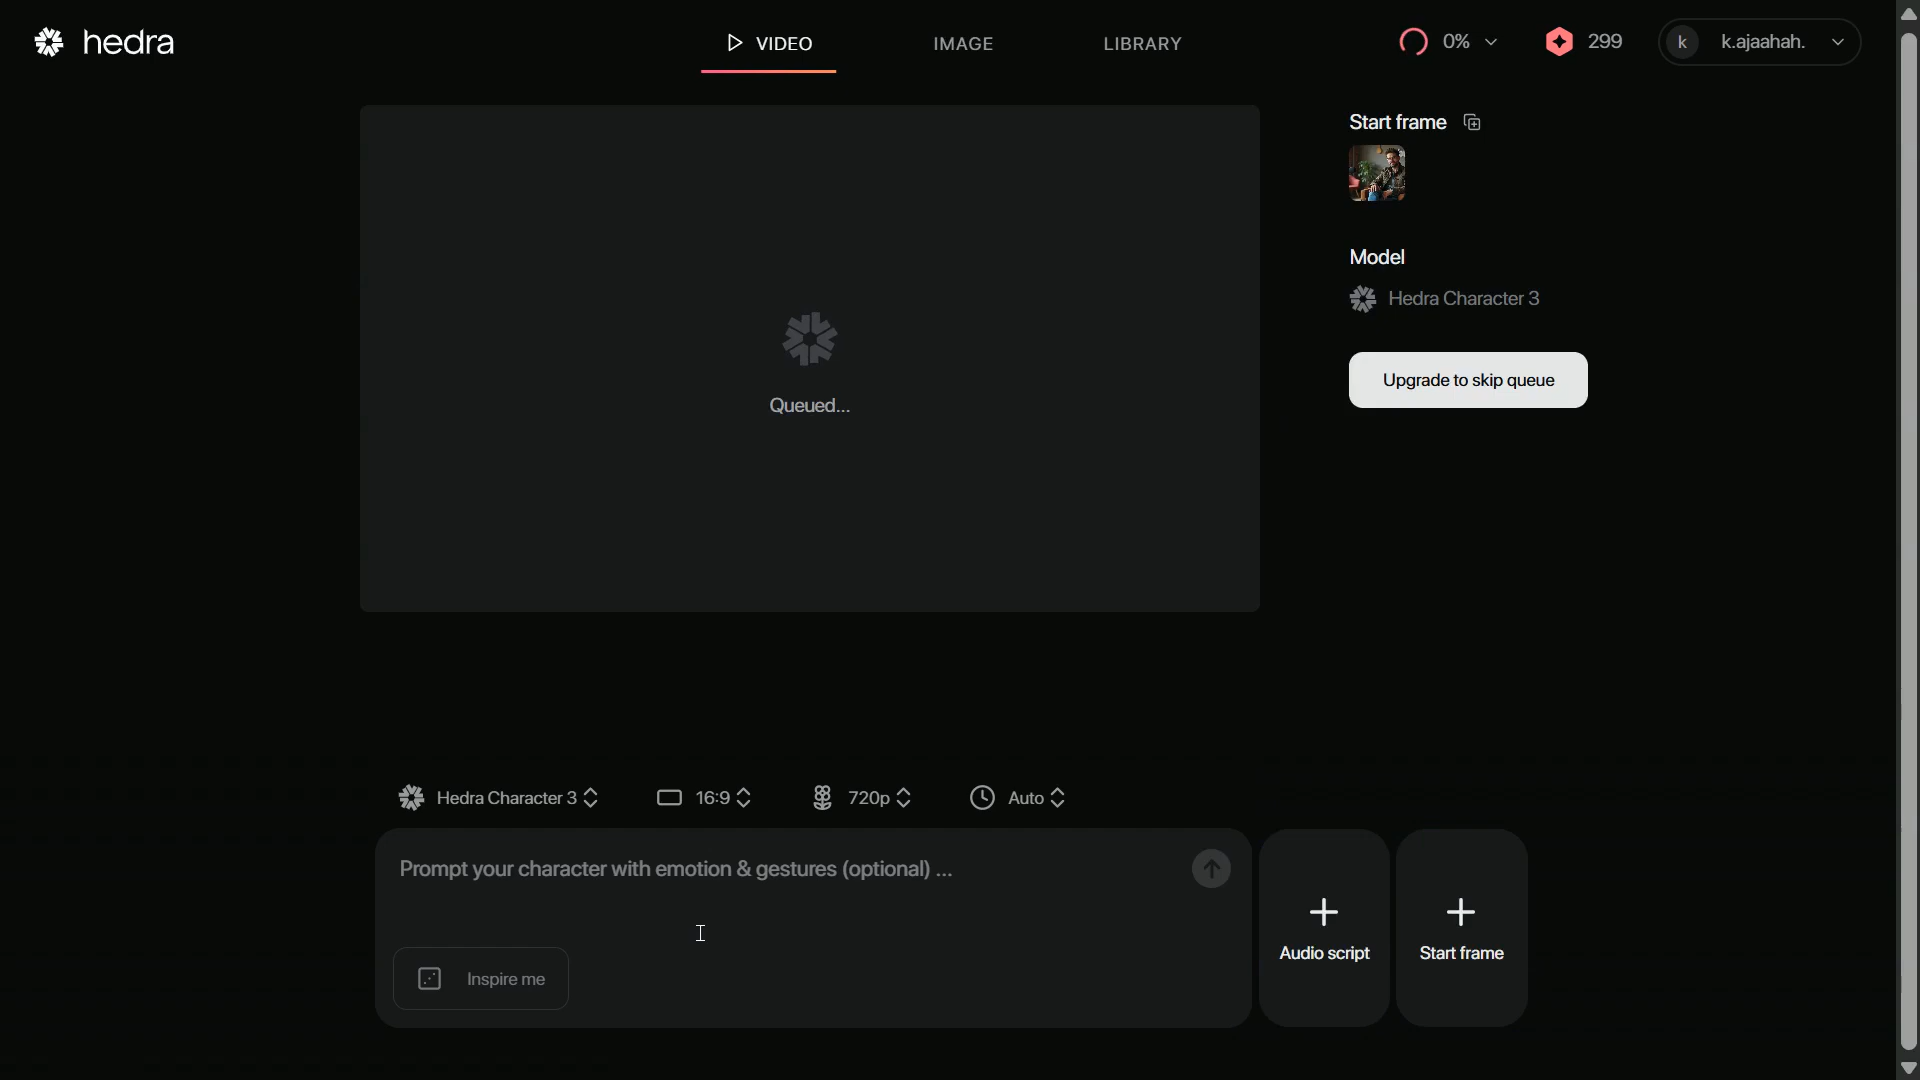 hedra
VIDEO
IMAGE
LIBRARY
0%
299
k
k.ajaahah.
Start frame
Model
Hedra Character 3
Upgrade to skip queue
Queued...
Hedra Character 3
16:9
720p
Auto
Prompt your character with emotion & gestures (optional) ...
Inspire me
Audio script
Start frame